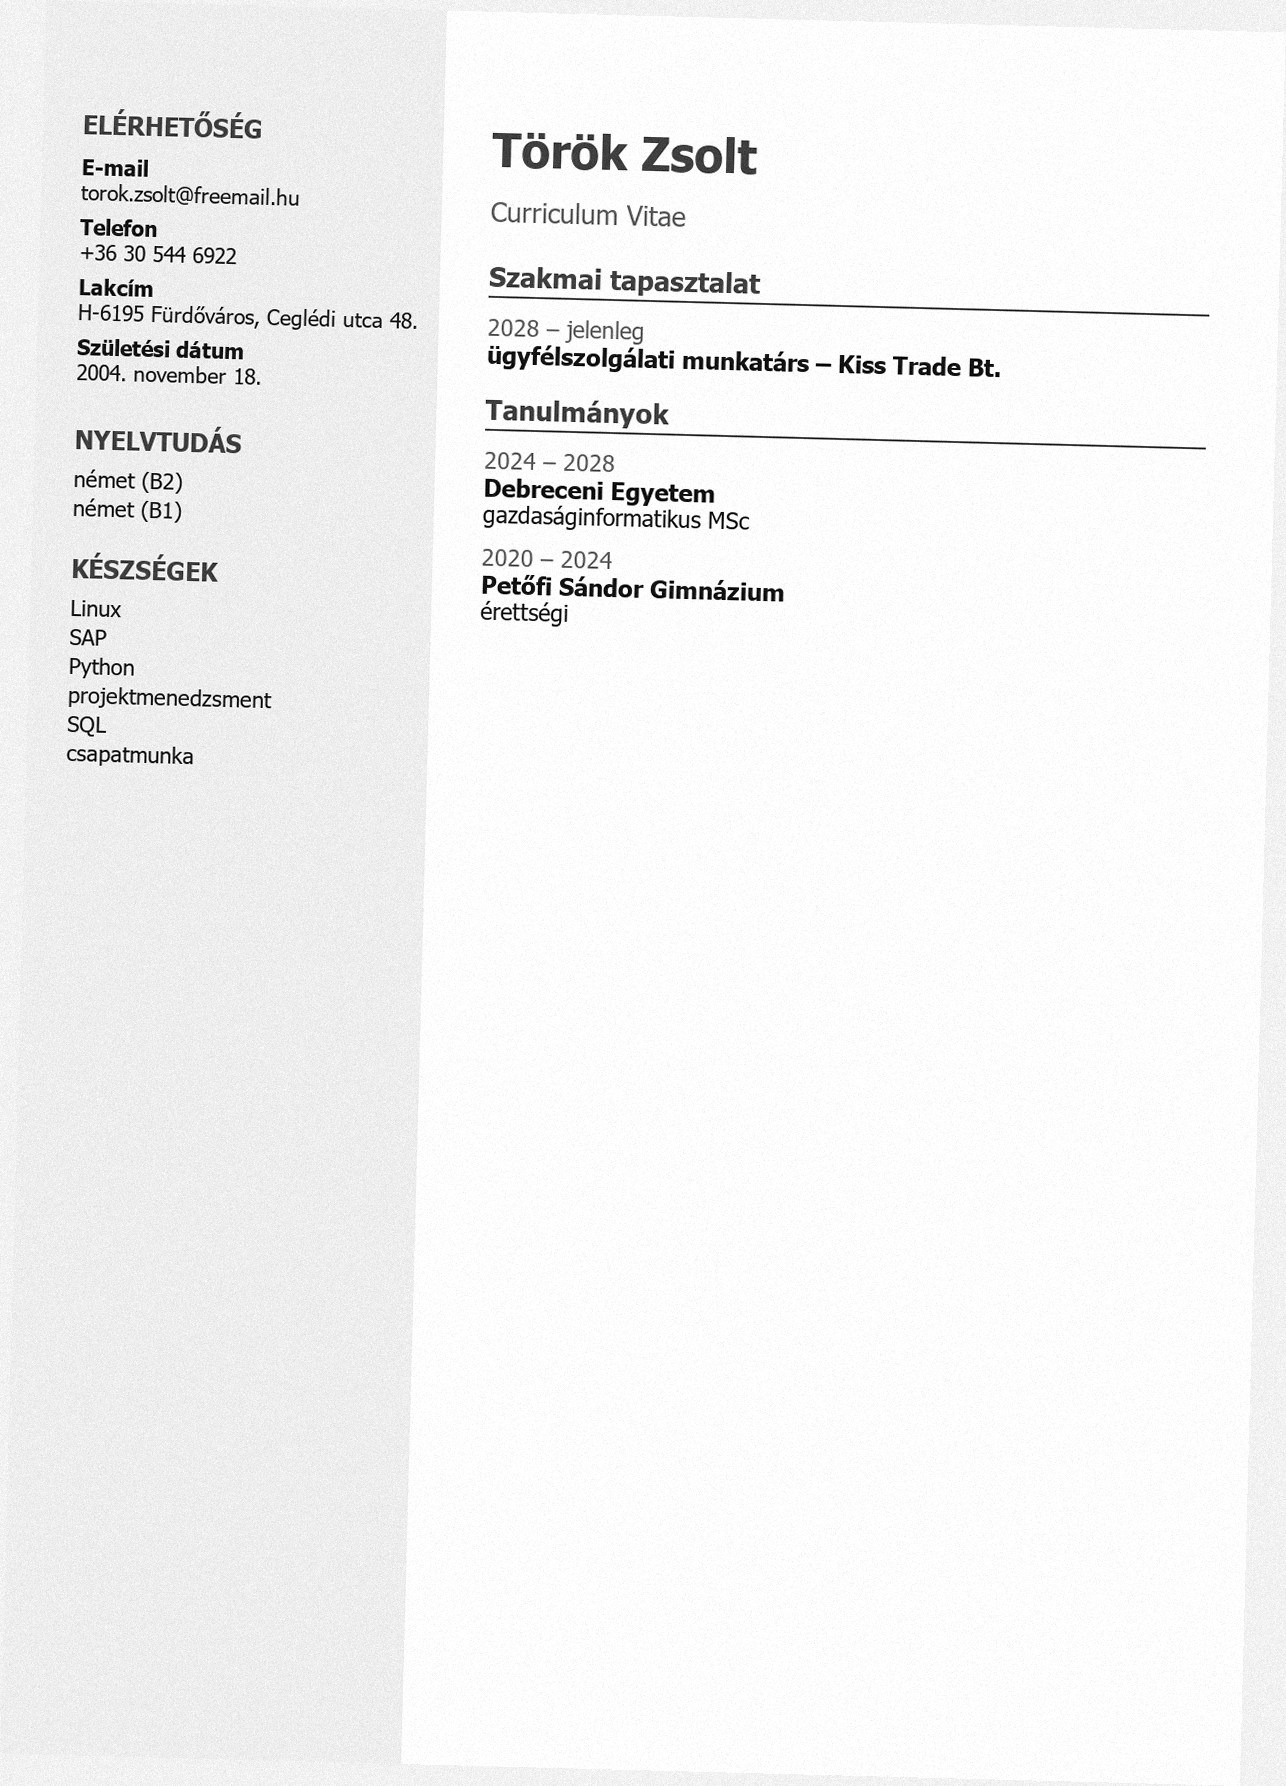 ELÉRHETŐSÉG
E-mail
torok.zsolt@freemail.hu
Telefon
+36 30 544 6922
Lakcím
H-6195 Fürdőváros, Ceglédi utca 48.
Születési dátum
2004. november 18.
NYELVTUDÁS
német (B2)
német (B1)
KÉSZSÉGEK
Linux
SAP
Python
projektmenedzsment
SQL
csapatmunka
Török Zsolt
Curriculum Vitae
Szakmai tapasztalat
2028 – jelenleg
ügyfélszolgálati munkatárs – Kiss Trade Bt.
Tanulmányok
2024 – 2028
Debreceni Egyetem
gazdaságinformatikus MSc
2020 – 2024
Petőfi Sándor Gimnázium
érettségi